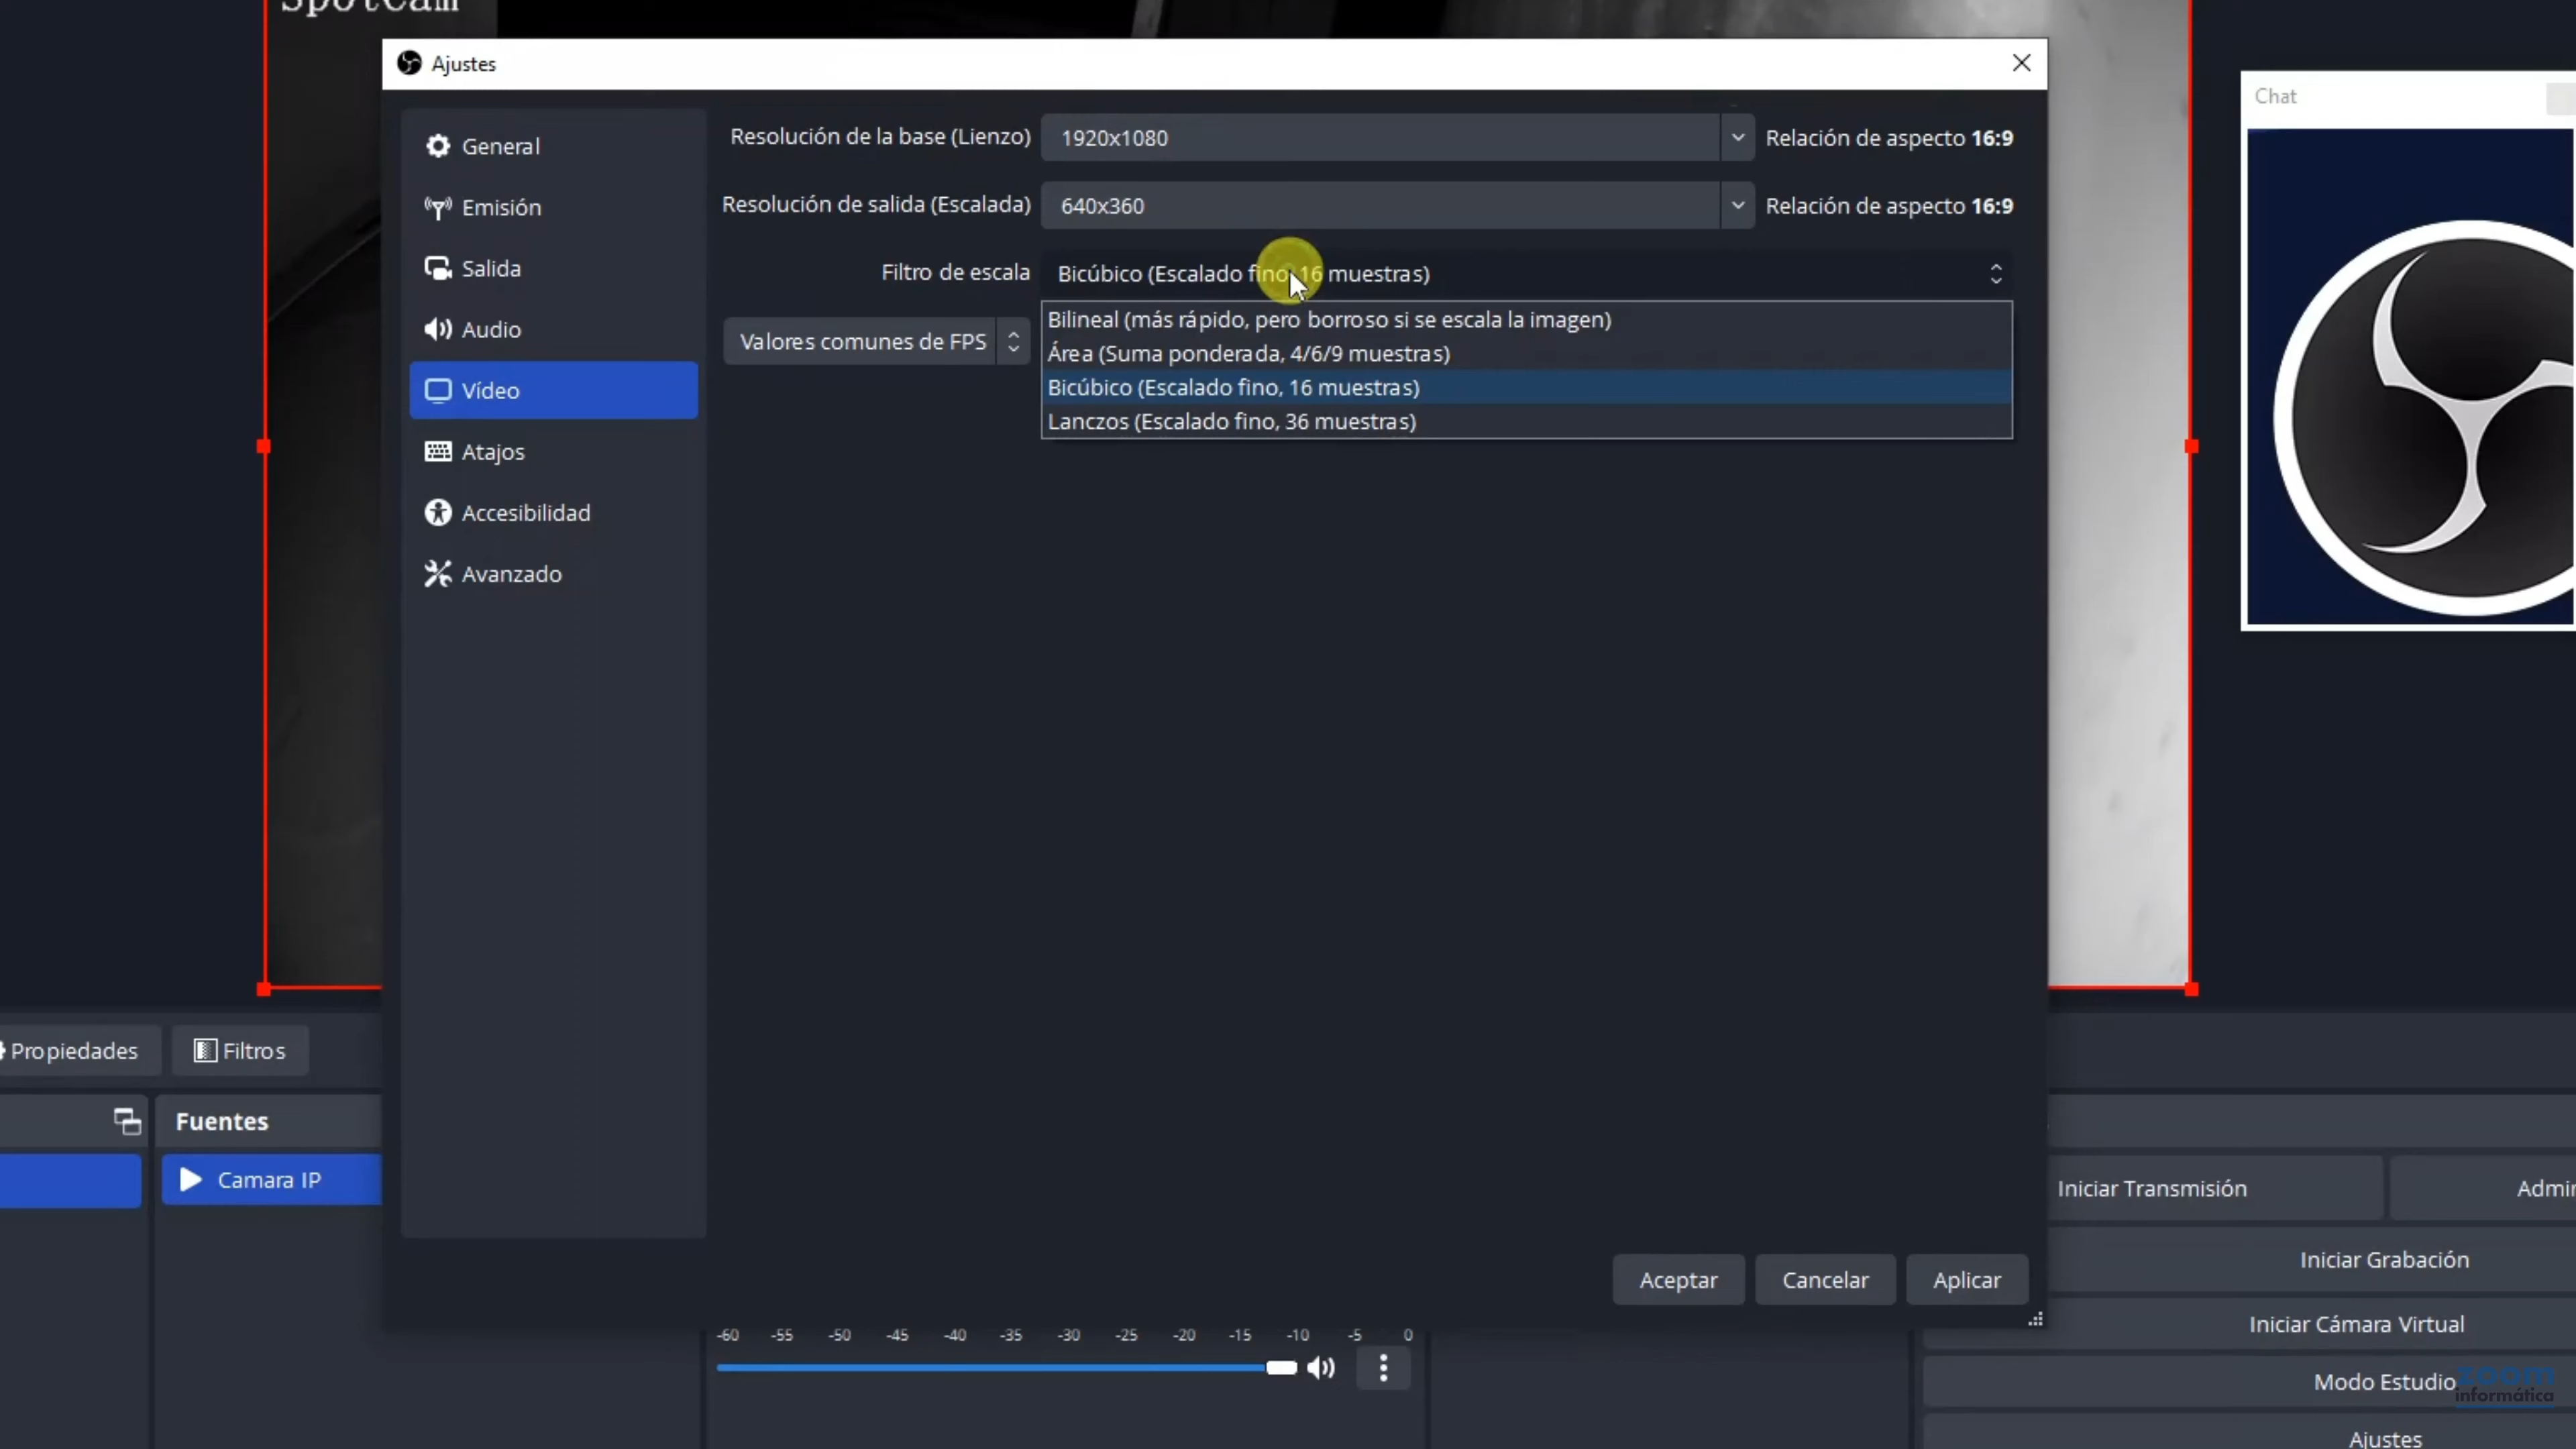 SpotCam
Ajustes
Chat
General
Emisión
Salida
Audio
Vídeo
Atajos
Accesibilidad
Avanzado
Resolución de la base (Lienzo)
1920x1080
Relación de aspecto 16:9
Resolución de salida (Escalada)
640x360
Relación de aspecto 16:9
Filtro de escala
Bicúbico (Escalado fino, 16 muestras)
Valores comunes de FPS
Bilineal (más rápido, pero borroso si se escala la imagen)
Área (Suma ponderada, 4/6/9 muestras)
Bicúbico (Escalado fino, 16 muestras)
Lanczos (Escalado fino, 36 muestras)
Propiedades
Filtros
Fuentes
Camara IP
Aceptar
Cancelar
Aplicar
-60 -55 -50 -45 -40 -35 -30 -25 -20 -15 -10 -5 0
Iniciar Transmisión
Admin
Iniciar Grabación
Iniciar Cámara Virtual
Modo Estudio
Ajustes
zoom
informática